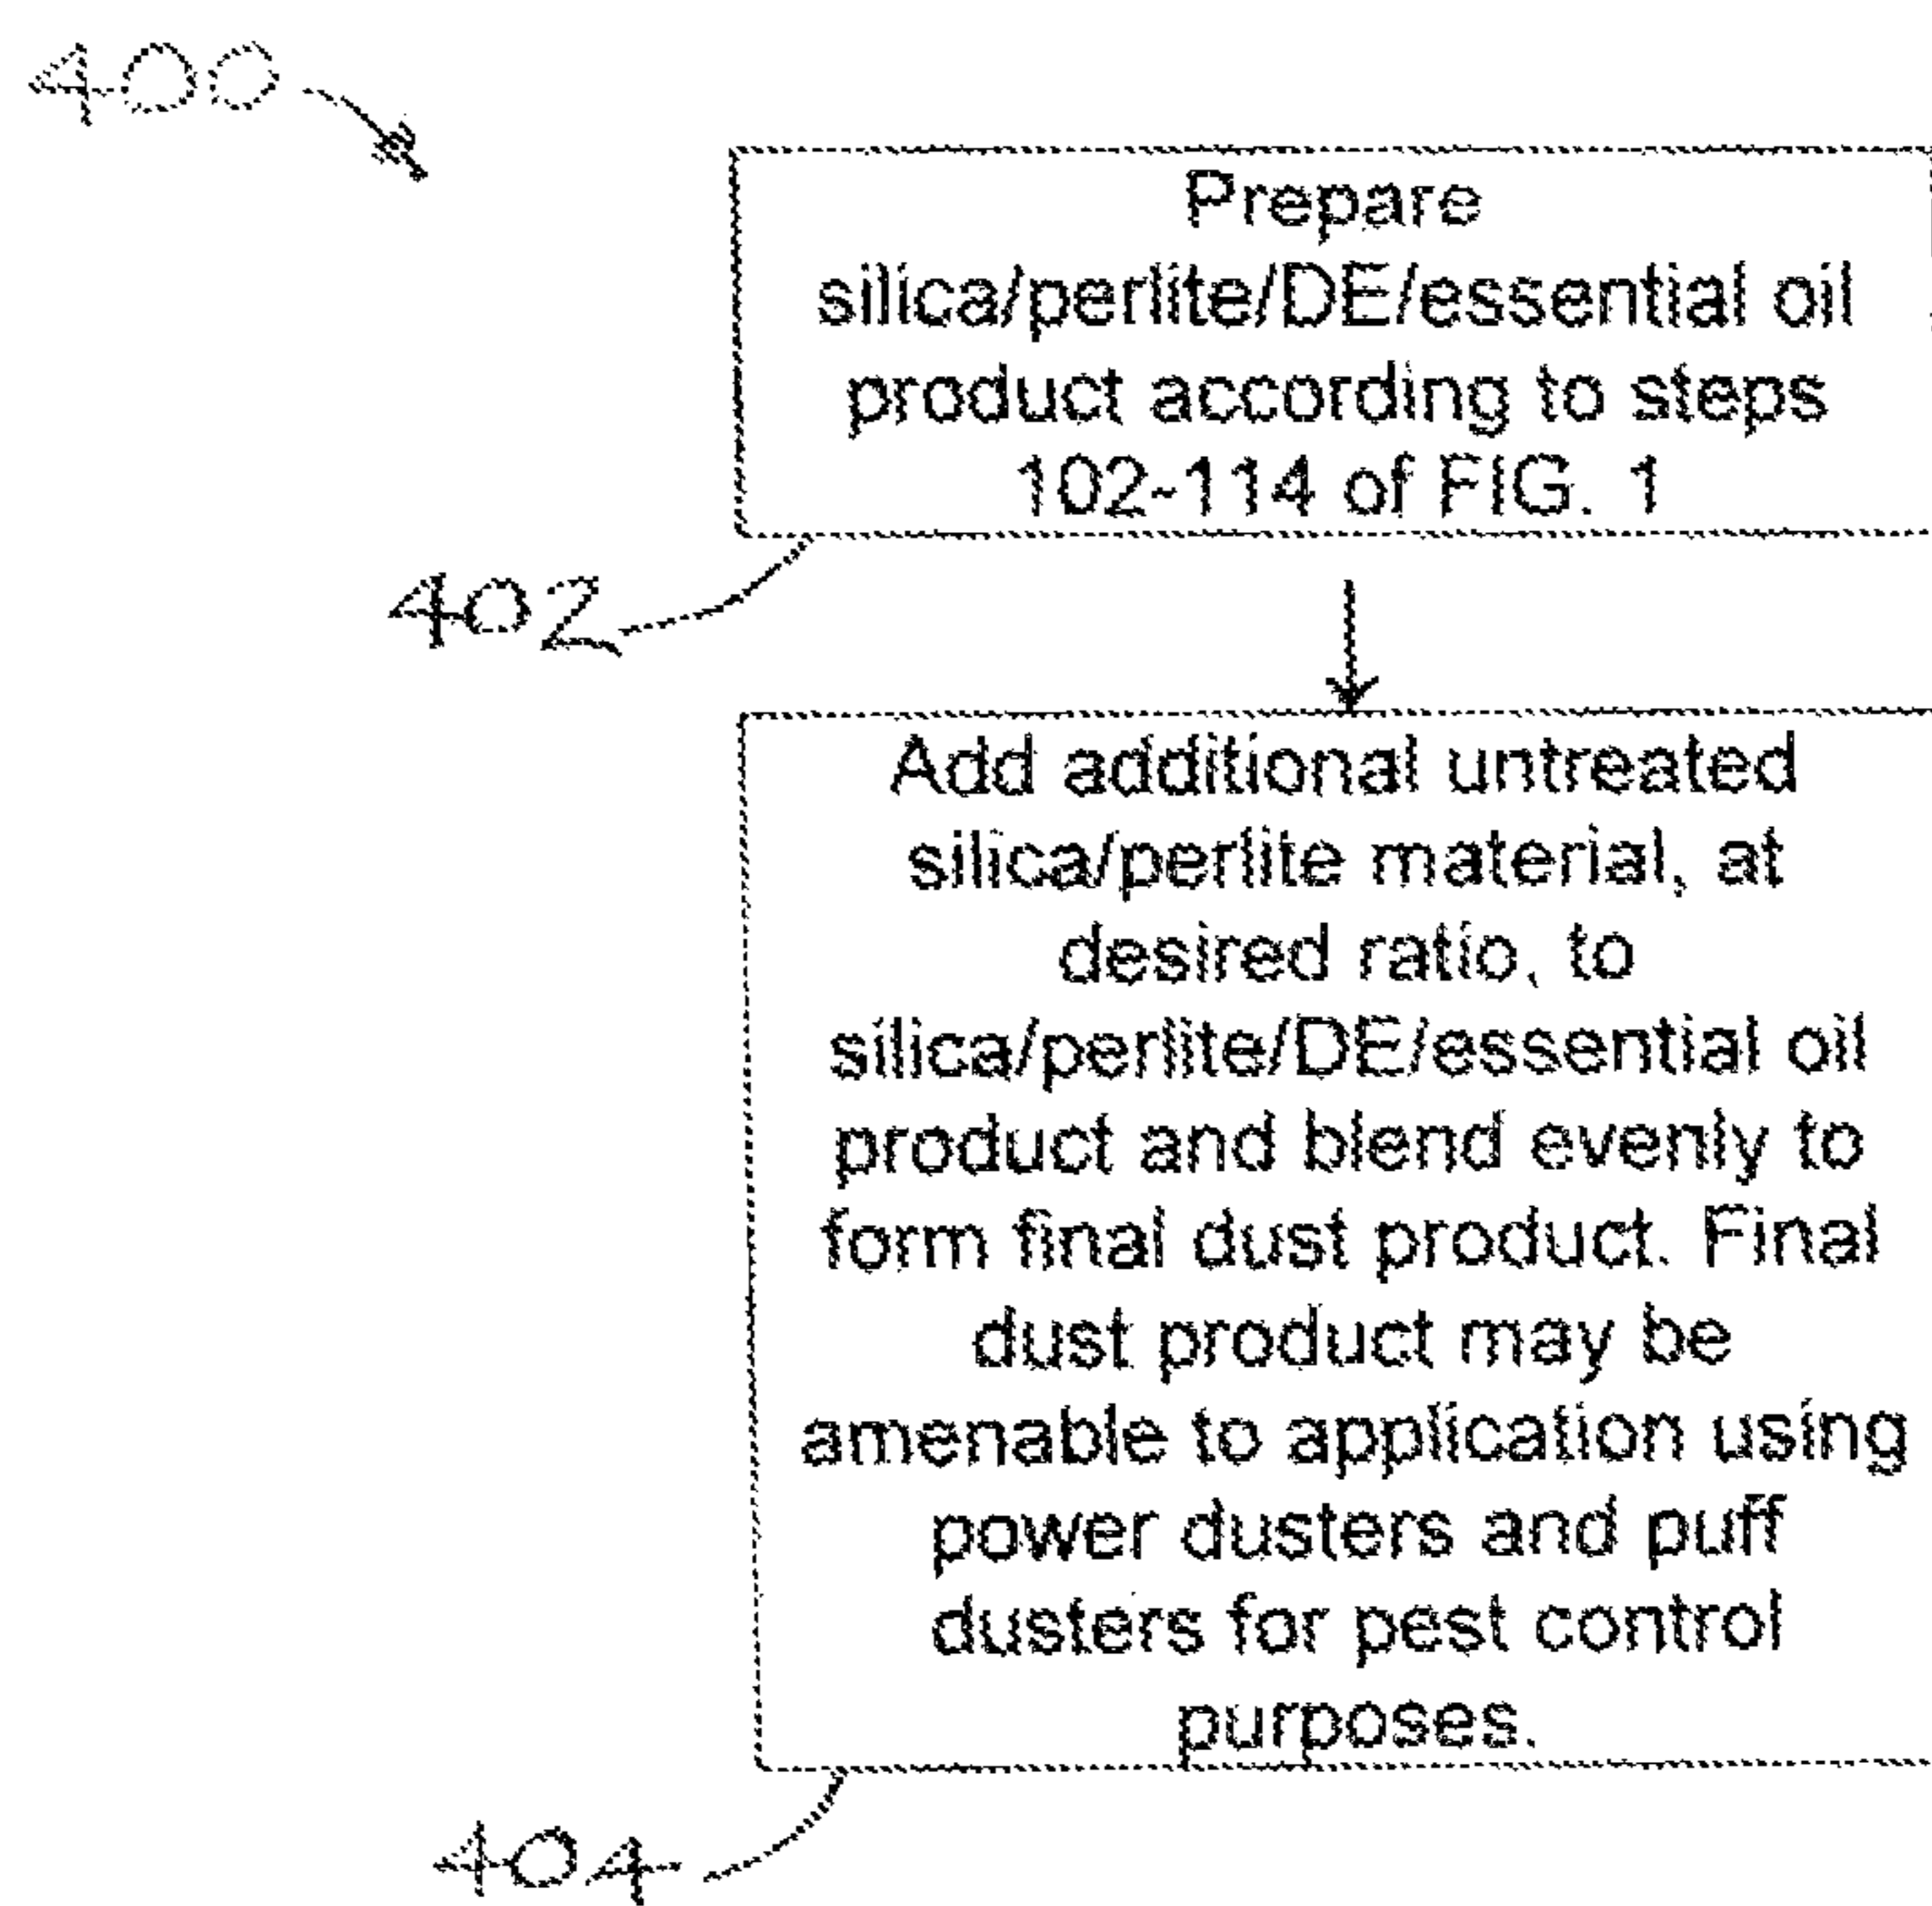 400
Prepare
silica/perlite/DE/essential oil
product according to steps
102-114 of FIG. 1
402
Add additional untreated
silica/perlite material, at
desired ratio, to
silica/perlite/DE/essential oil
product and blend evenly to
form final dust product. Final
dust product may be
amenable to application using
power dusters and puff
dusters for pest control
purposes.
404